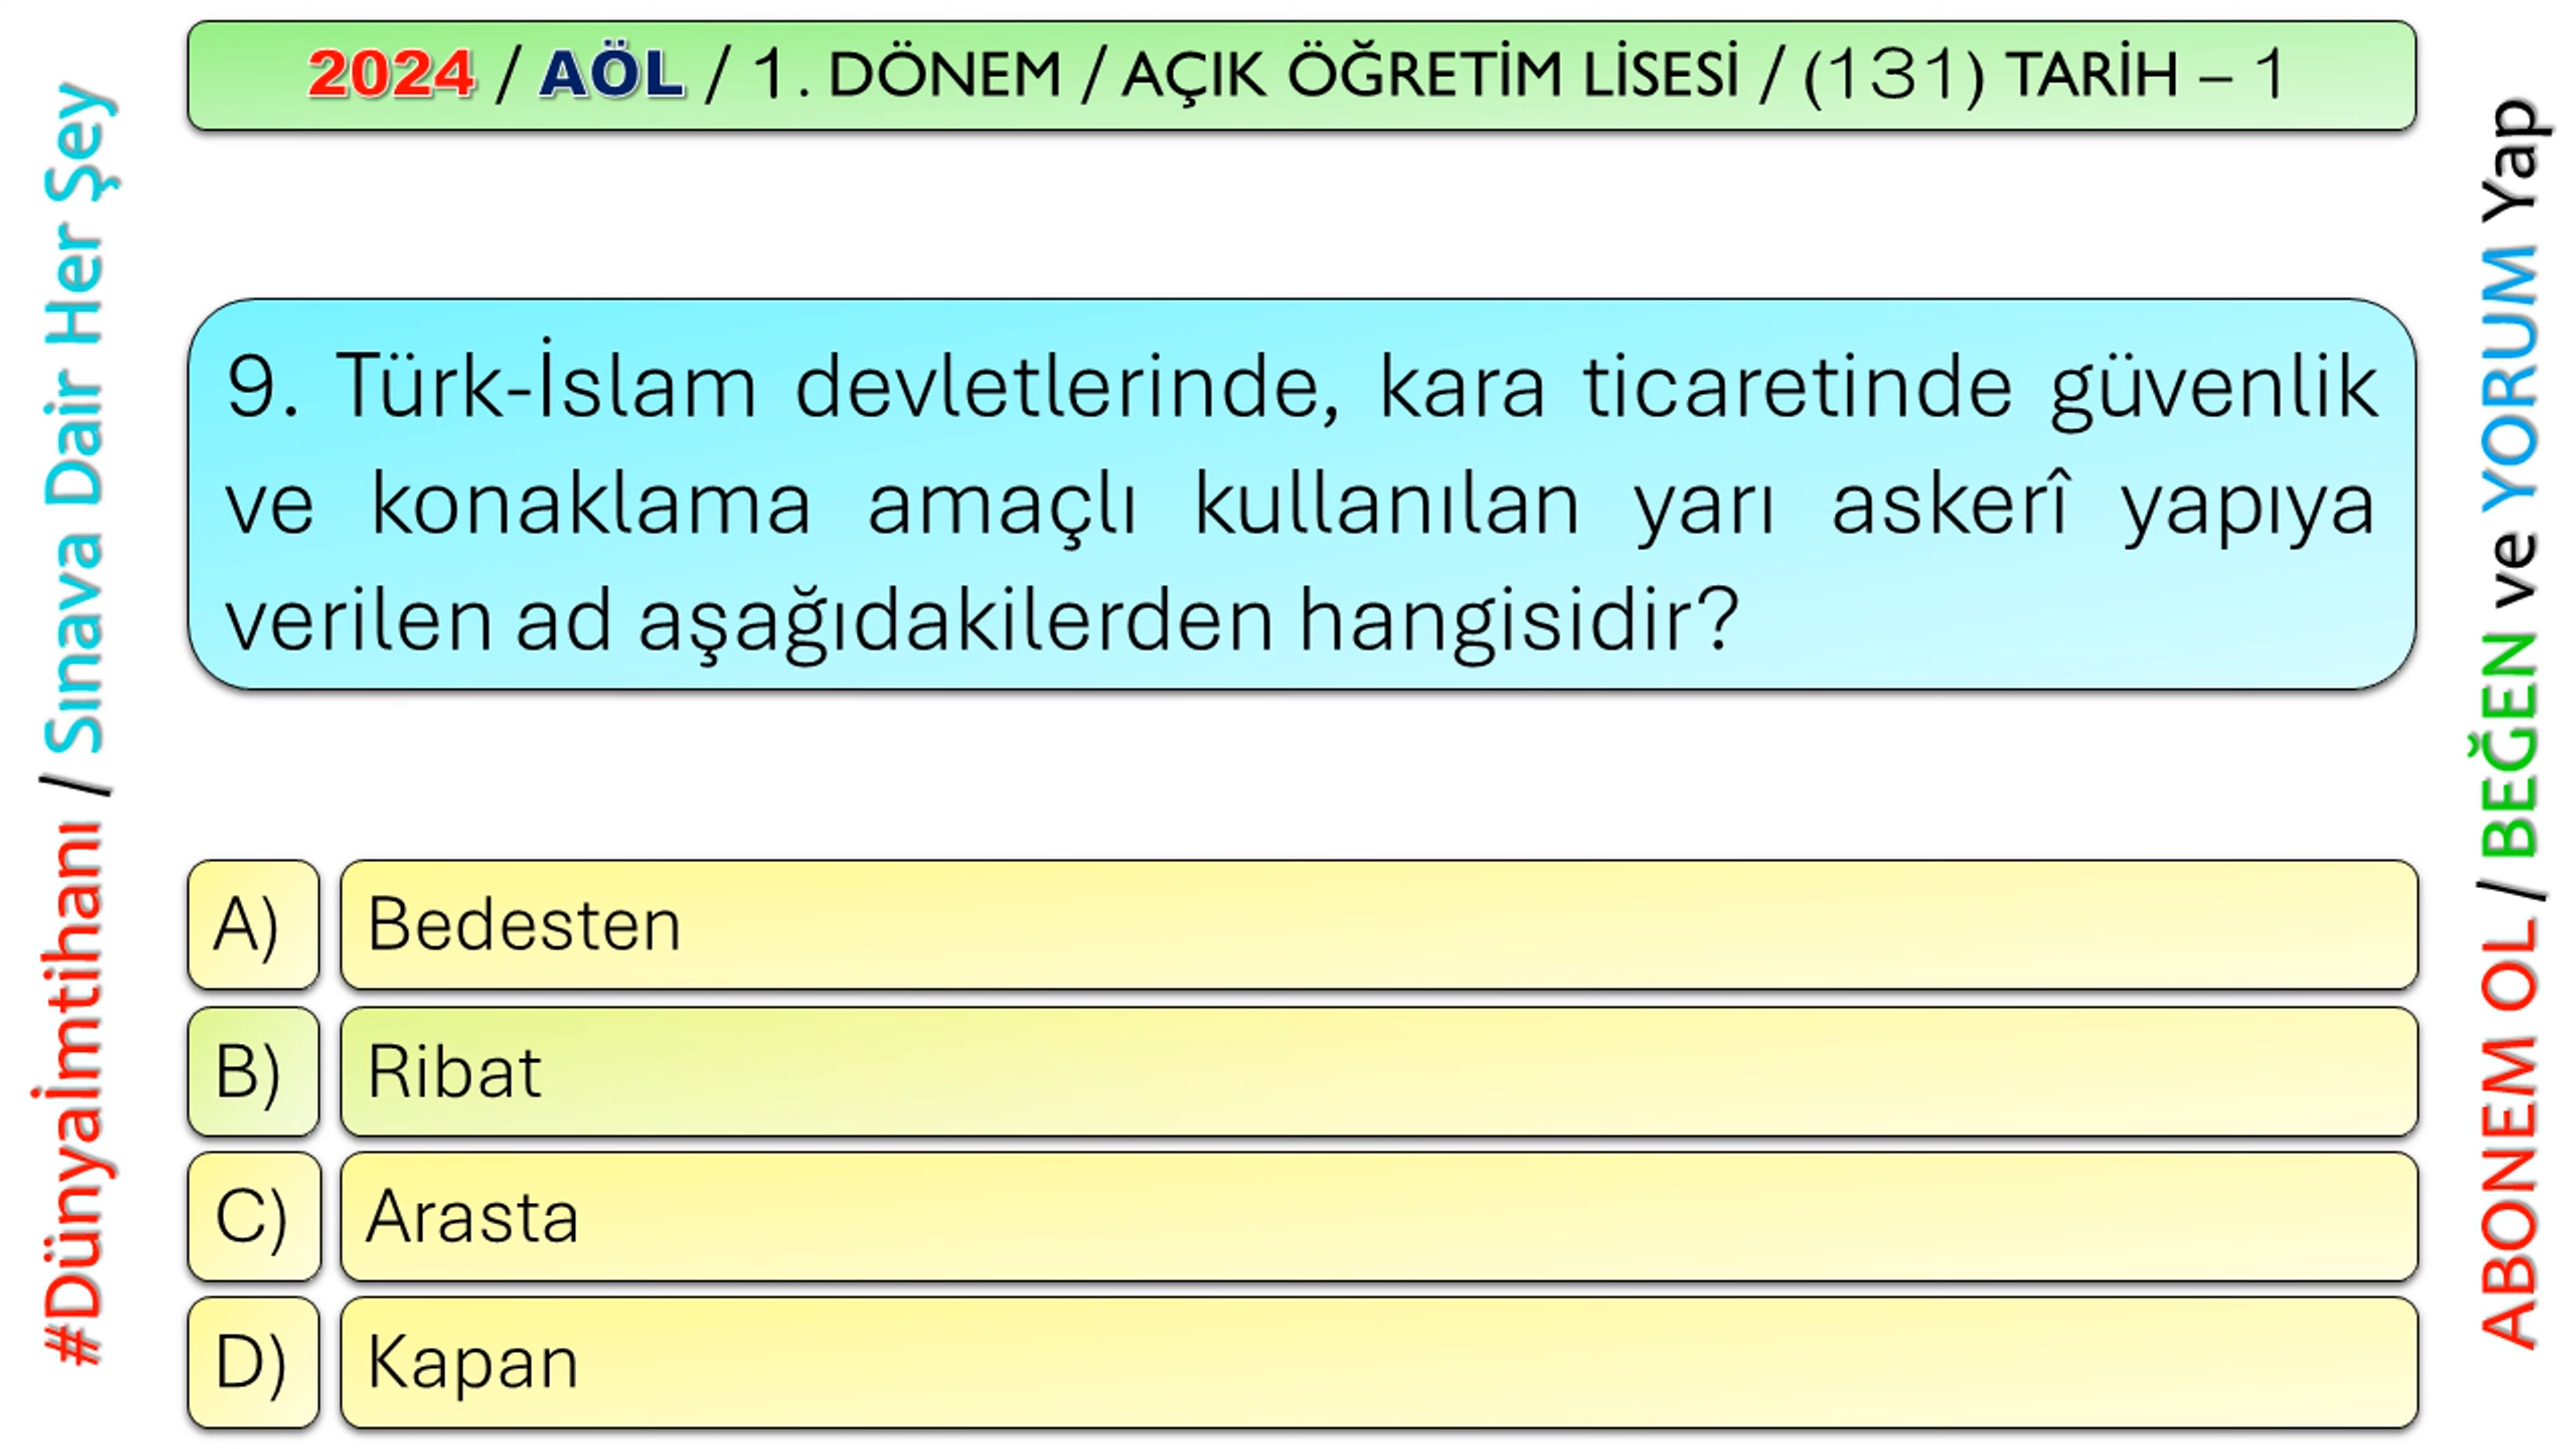 2024 / AÖL / 1. DÖNEM / AÇIK ÖĞRETİM LİSESİ / (131) TARİH – 1
#Dünyaİmtihanı / Sınava Dair Her Şey
9. Türk-İslam devletlerinde, kara ticaretinde güvenlik
ve konaklama amaçlı kullanılan yarı askerî yapıya
verilen ad aşağıdakilerden hangisidir?
A) Bedesten
B) Ribat
C) Arasta
D) Kapan
ABONEM OL / BEĞEN ve YORUM Yap